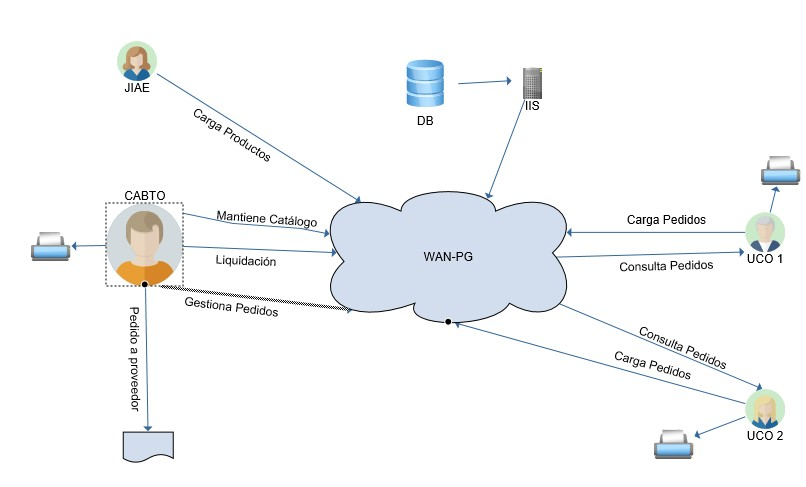 JIAE
DB
IIS
Carga Productos
CABTO
Mantiene Catálogo
Liquidación
Gestiona Pedidos
Pedido a proveedor
WAN-PG
Carga Pedidos
Consulta Pedidos
UCO 1
Consulta Pedidos
Carga Pedidos
UCO 2